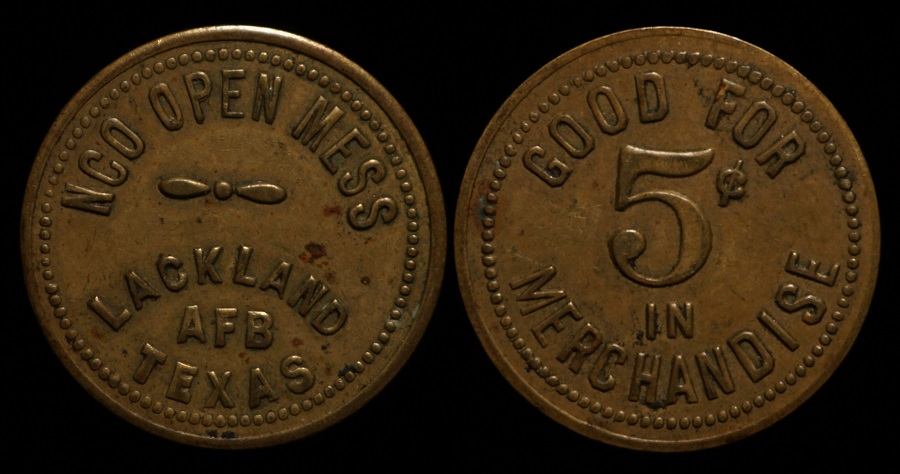 NCO OPEN MESS
LACKLAND
AFB
TEXAS
GOOD FOR
5¢
IN
MERCHANDISE